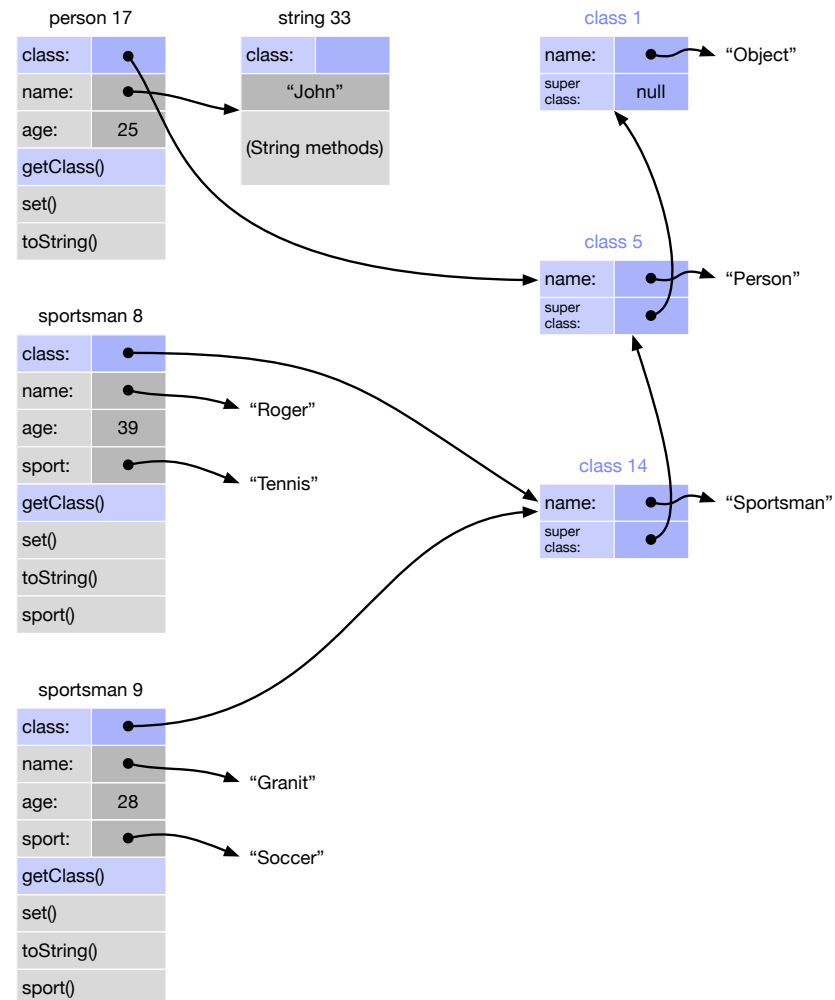 person 17
class:
name:
age: 25
getClass()
set()
toString()
string 33
class:
“John”
(String methods)
class 1
name: “Object”
super
class: null
class 5
name: “Person”
super
class:
sportsman 8
class:
name: “Roger”
age: 39
sport: “Tennis”
getClass()
set()
toString()
sport()
class 14
name: “Sportsman”
super
class:
sportsman 9
class:
name: “Granit”
age: 28
sport: “Soccer”
getClass()
set()
toString()
sport()